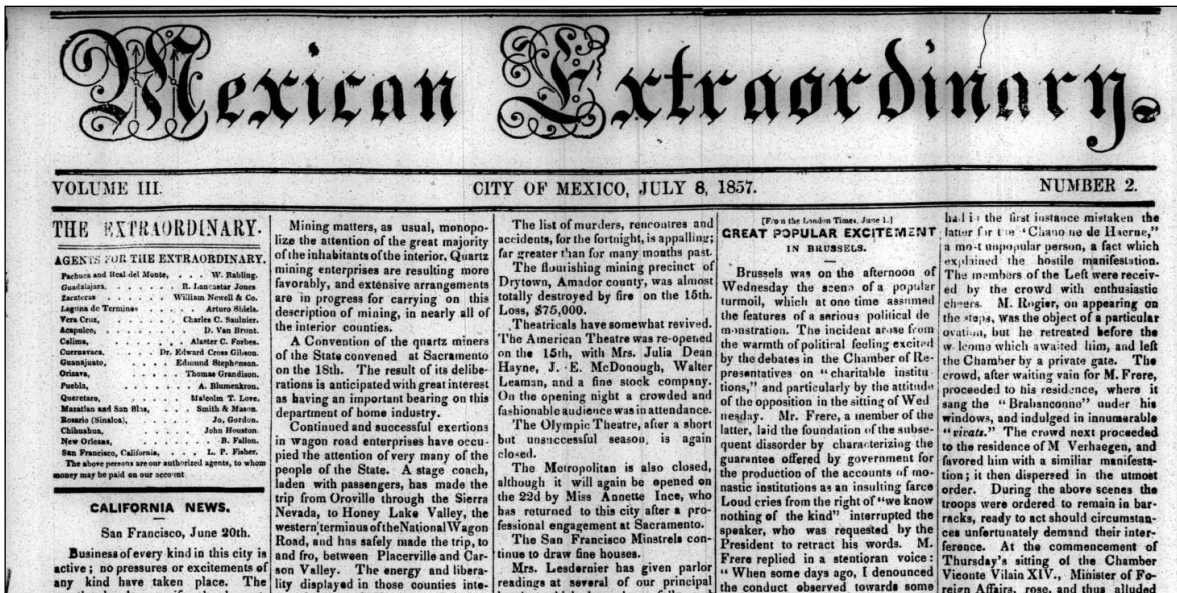 Mexican Extraordinary.
VOLUME III.
CITY OF MEXICO, JULY 8, 1857.
NUMBER 2.
THE EXTRAORDINARY.
AGENTS FOR THE EXTRAORDINARY.
Pachuca and Real del Monte, . . W. Rabling.
Guadalajara, . . . . . R. Lancaster Jones
Zacatecas . . . . William Newell & Co.
Laguna de Terminos . . . Arturo Shiels.
Vera Cruz, . . . . Charles C. Saulnier.
Acapulco, . . . . . D. Van Brunt.
Colima, . . . . . Alaster C. Forbes.
Cuernavaca, . . Dr. Edward Cross Gibson.
Guanajuato, . . . Edmund Stephenson.
Orizava, . . . . . Thomas Grandison.
Puebla, . . . . . A. Blumenkron.
Queretaro, . . . . Malcolm T. Love.
Mazatlan and San Blas, . . Smith & Mason.
Rosario (Sinaloa), . . . Jo, Gordon.
Chihuahua, . . . . . John Houston.
New Orleans, . . . . . B. Fallon.
San Francisco, California, . . L. P. Fisher.
The above persons are our authorized agents, to whom
money may be paid on our account
CALIFORNIA NEWS.
San Francisco, June 20th.
Business of every kind in this city is
active ; no pressures or excitements of
any kind have taken place. The
Mining matters, as usual, monopo-
lize the attention of the great majority
of the inhabitants of the interior. Quartz
mining enterprises are resulting more
favorably, and extensive arrangements
are in progress for carrying on this
description of mining, in nearly all of
the interior counties.
A Convention of the quartz miners
of the State convened at Sacramento
on the 18th. The result of its delibe-
rations is anticipated with great interest
as having an important bearing on this
department of home industry.
Continued and successful exertions
in wagon road enterprises have occu-
pied the attention of very many of the
people of the State. A stage coach,
laden with passengers, has made the
trip from Oroville through the Sierra
Nevada, to Honey Lake Valley, the
western terminus of the National Wagon
Road, and has safely made the trip, to
and fro, between Placerville and Car-
son Valley. The energy and libera-
lity displayed in those counties inte-
The list of murders, rencontres and
accidents, for the fortnight, is appalling;
far greater than for many months past.
The flourishing mining precinct of
Drytown, Amador county, was almost
totally destroyed by fire on the 15th.
Loss, $75,000.
Theatricals have somewhat revived.
The American Theatre was re-opened
on the 15th, with Mrs. Julia Dean
Hayne, J. E. McDonough, Walter
Leaman, and a fine stock company.
On the opening night a crowded and
fashionable audience was in attendance.
The Olympic Theatre, after a short
but unsuccessful season, is again
closed.
The Metropolitan is also closed,
although it will again be opened on
the 22d by Miss Annette Ince, who
has returned to this city after a pro-
fessional engagement at Sacramento.
The San Francisco Minstrels con-
tinue to draw fine houses.
Mrs. Lesdernier has given parlor
readings at several of our principal
[From the London Times, June 1.]
GREAT POPULAR EXCITEMENT
IN BRUSSELS.
Brussels was on the afternoon of
Wednesday the scena of a popular
turmoil, which at one time assumed
the features of a serious political de
monstration. The incident arose from
the warmth of political feeling excited
by the debates in the Chamber of Re-
presentatives on "charitable institu
tions," and particularly by the attitude
of the opposition in the sitting of Wed
nesday. Mr. Frere, a member of the
latter, laid the foundation of the subse-
quent dissorder by characterizing the
guarantee offered by government for
the production of the accounts of mo-
nastic institutions as an insulting farce
Loud cries from the right of "we know
nothing of the kind" interrupted the
speaker, who was requested by the
President to retract his words. M.
Frere replied in a stentorian voice :
" When some days ago, I denounced
the conduct observed towards some
had in the first instance mistaken the
latter for the "Chanoine de Haerne,"
a most unpopular person, a fact which
explained the hostile manifestation.
The members of the Left were receiv-
ed by the crowd with enthusiastic
cheers. M. Rogier, on appearing on
the steps, was the object of a particular
ovation, but he retreated before the
welcome which awaited him, and left
the Chamber by a private gate. The
crowd, after waiting vain for M. Frere,
proceeded to his residence, where it
sang the "Brabanconne" under his
windows, and indulged in innumerable
"vivats." The crowd next proceeded
to the residence of M Verhaegen, and
favored him with a similiar manifesta-
tion ; it then dispersed in the utmost
order. During the above scenes the
troops were ordered to remain in bar-
racks, ready to act should circumstan-
ces unfortunately demand their inter-
ference. At the commencement of
Thursday's sitting of the Chamber
Viconte Vilain XIV., Minister of Fo-
reign Affairs, rose, and thus alluded